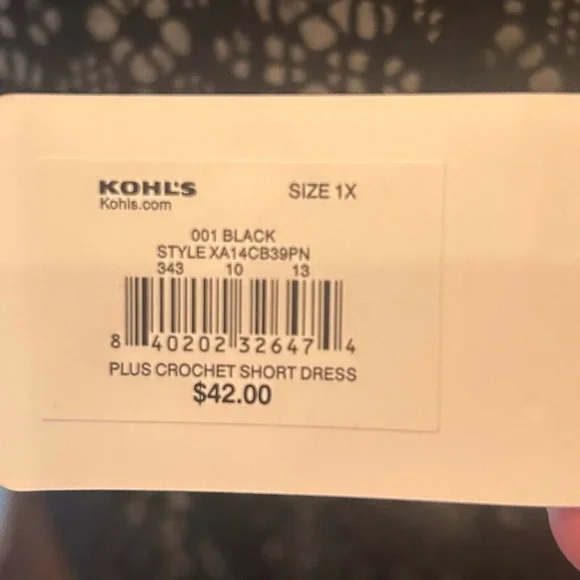 KOHL'S SIZE 1X
Kohls.com
001 BLACK
STYLE XA14CB39PN
343 10 13
8 40202 32647 4
PLUS CROCHET SHORT DRESS
$42.00